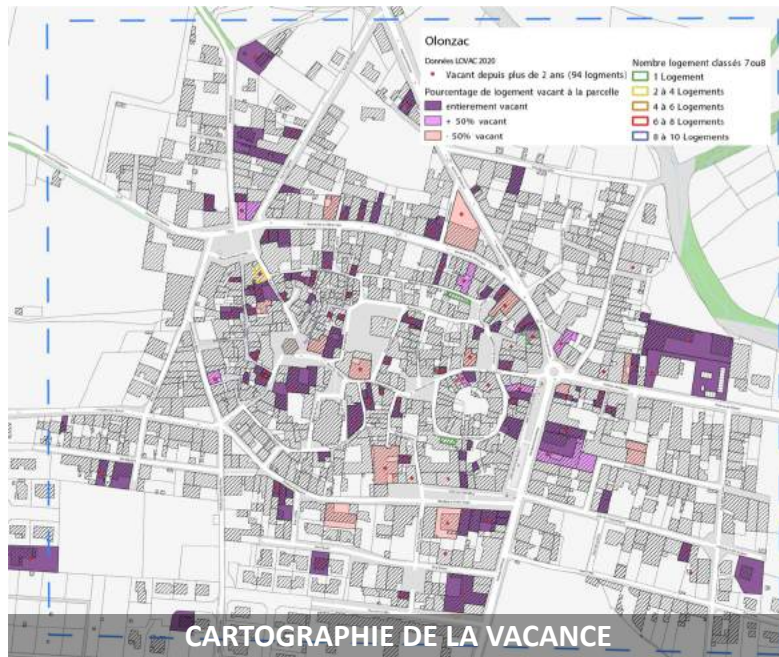 Olonzac
Données LOVAC 2020
Vacant depuis plus de 2 ans (94 logments)
Pourcentage de logement vacant à la parcelle
entierement vacant
+ 50% vacant
- 50% vacant
Nombre logement classés 7ou8
1 Logement
2 à 4 Logements
4 à 6 Logements
6 à 8 Logements
8 à 10 Logements
CARTOGRAPHIE DE LA VACANCE